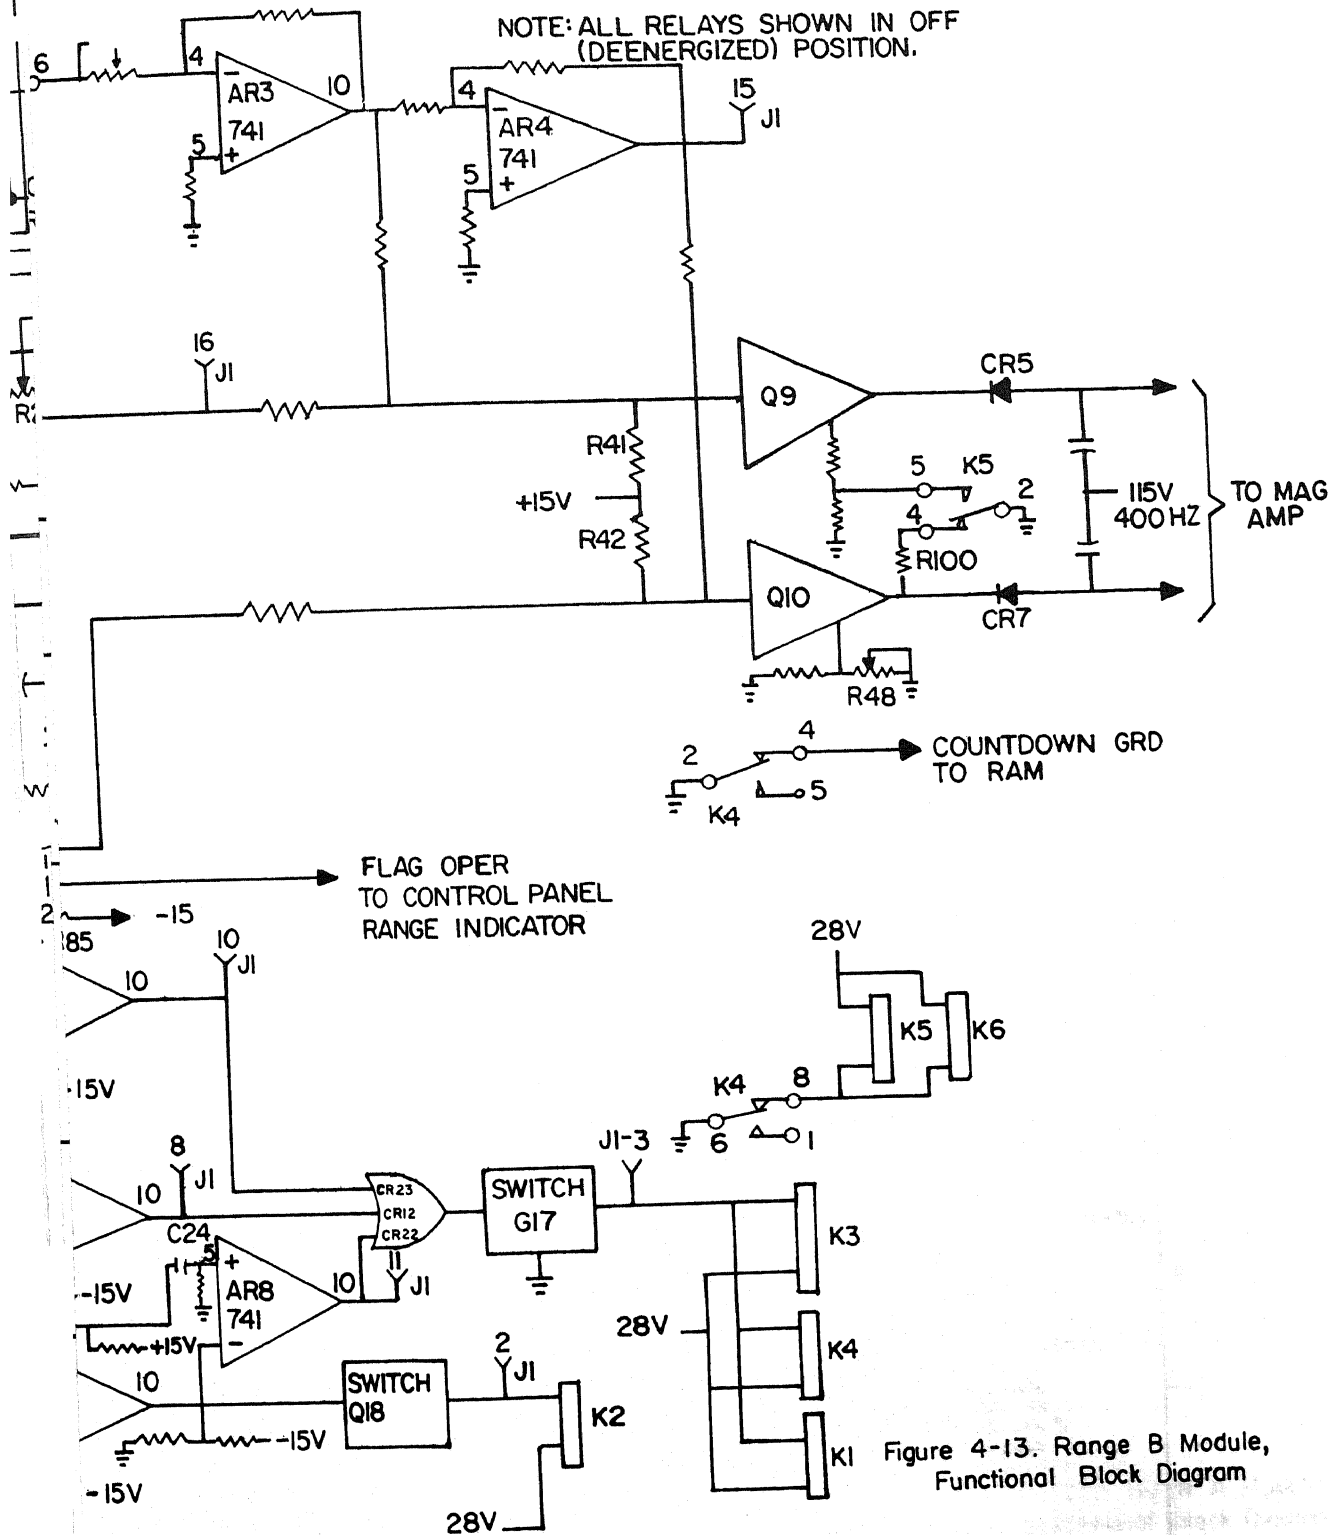 NOTE: ALL RELAYS SHOWN IN OFF
(DEENERGIZED) POSITION.
6
4
AR3
741
10
5
4
AR4
741
5
15
J1
16
J1
R41
+15V
R42
Q9
CR5
5
K5
2
4
R100
115V
400HZ
TO MAG
AMP
Q10
CR7
R48
2
4
5
K4
COUNTDOWN GRD
TO RAM
FLAG OPER
TO CONTROL PANEL
RANGE INDICATOR
2
-15
10
J1
10
-15V
28V
K5
K6
K4
8
6
1
J1-3
8
J1
10
C24
CR23
CR12
CR22
SWITCH
G17
K3
5
AR8
741
10
11
J1
-15V
+15V
28V
K4
10
SWITCH
Q18
2
J1
K2
-15V
K1
-15V
28V
Figure 4-13. Range B Module,
Functional Block Diagram